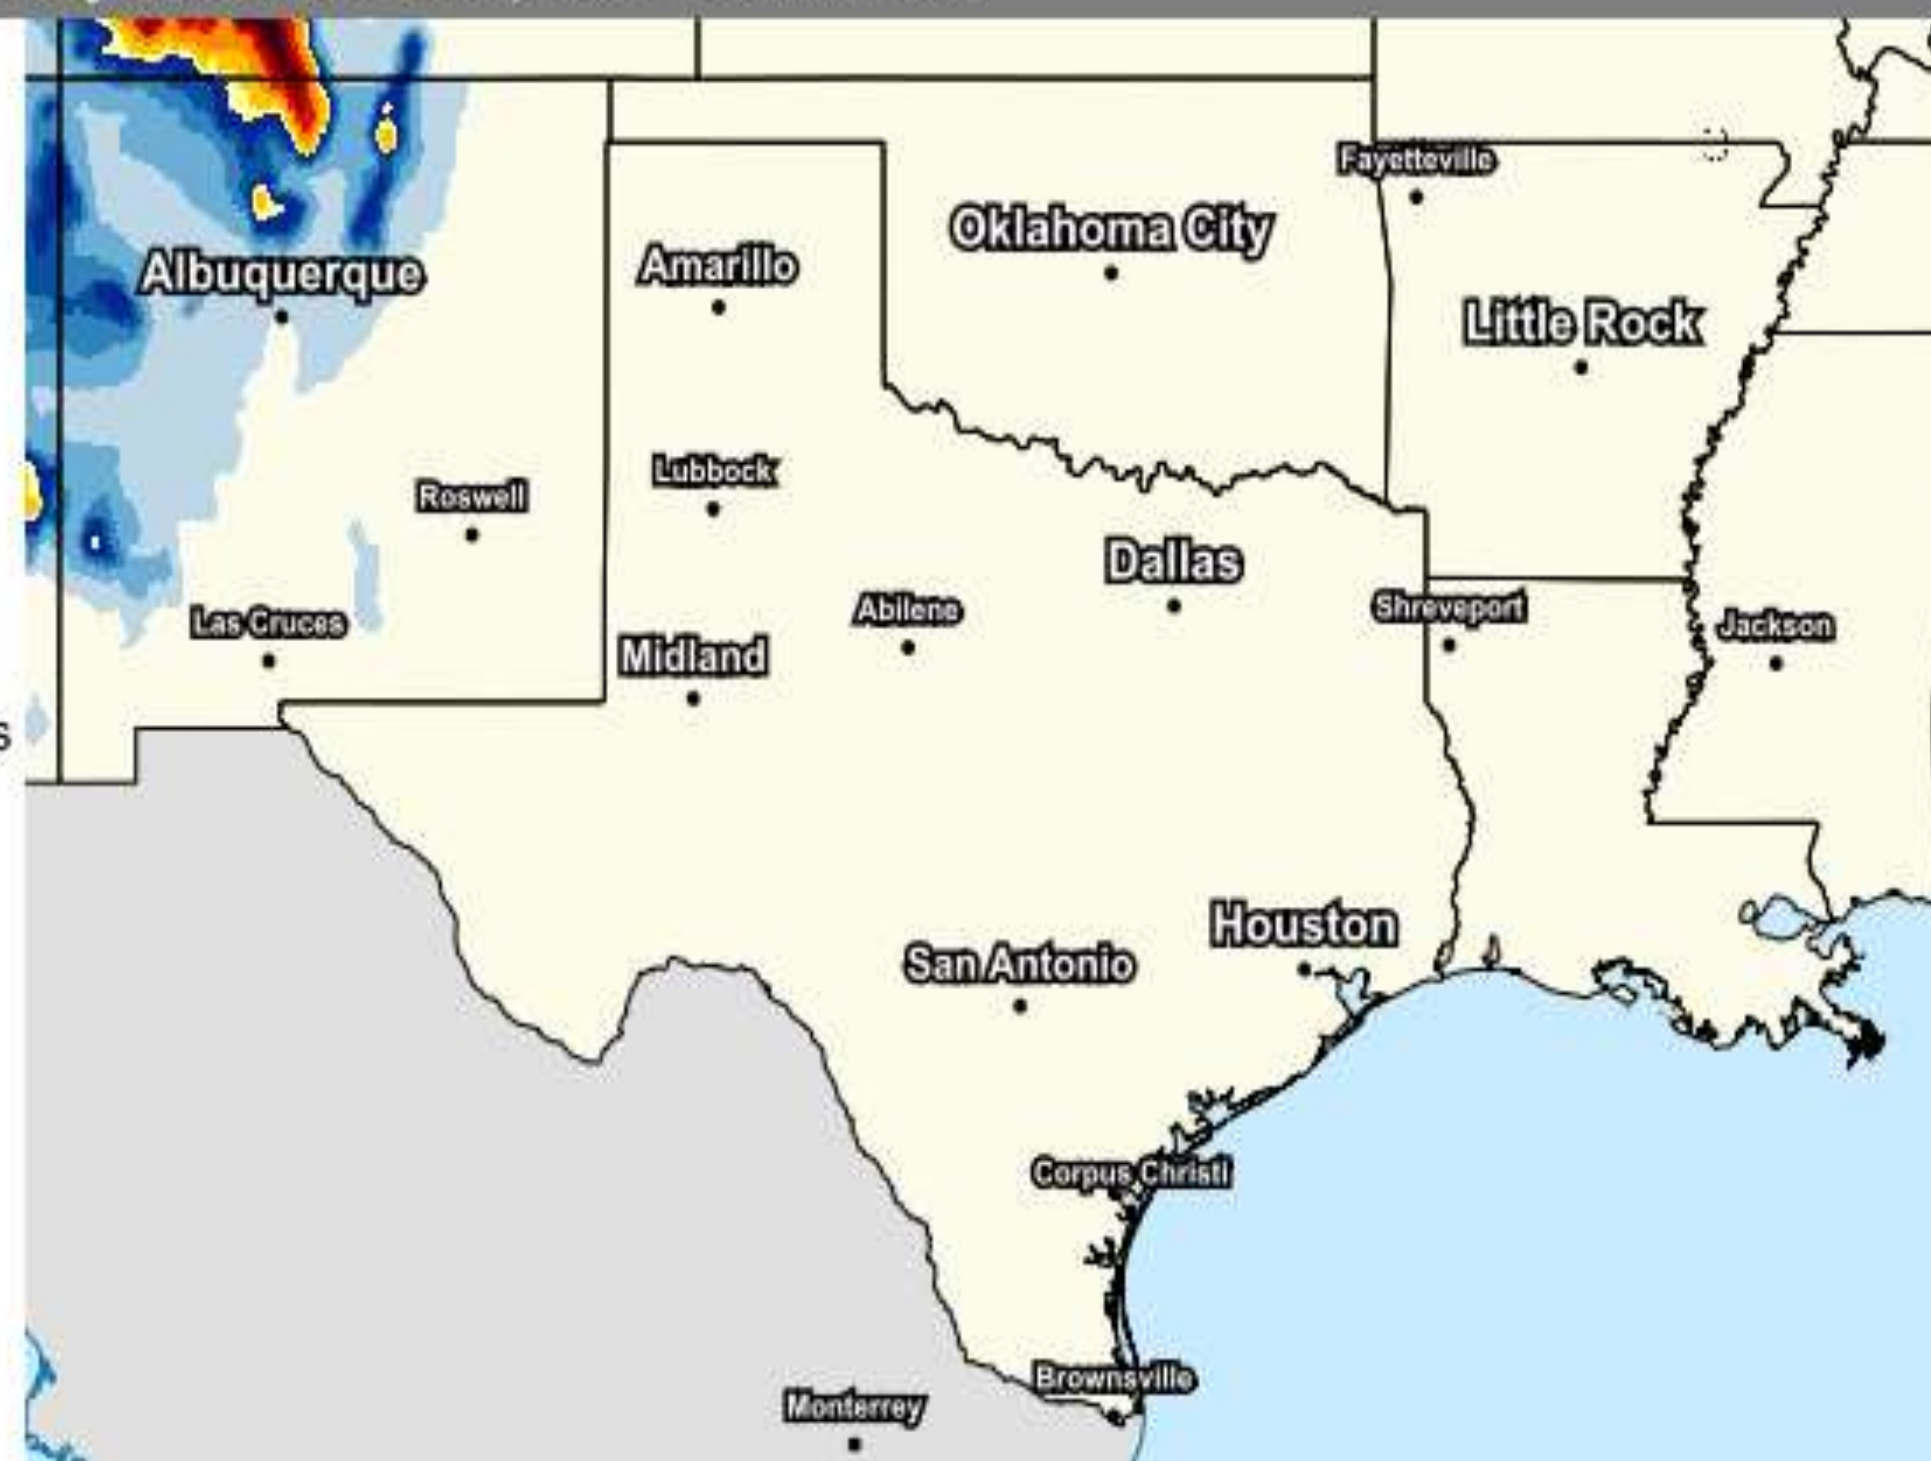 Fayetteville
Oklahoma City
Albuquerque
Amarillo
Little Rock
Lubbock
Roswell
Dallas
Abilene
Shreveport
Las Cruces
Jackson
Midland
s
Houston
San Antonio
Corpus Christi
Brownsville
Monterrey